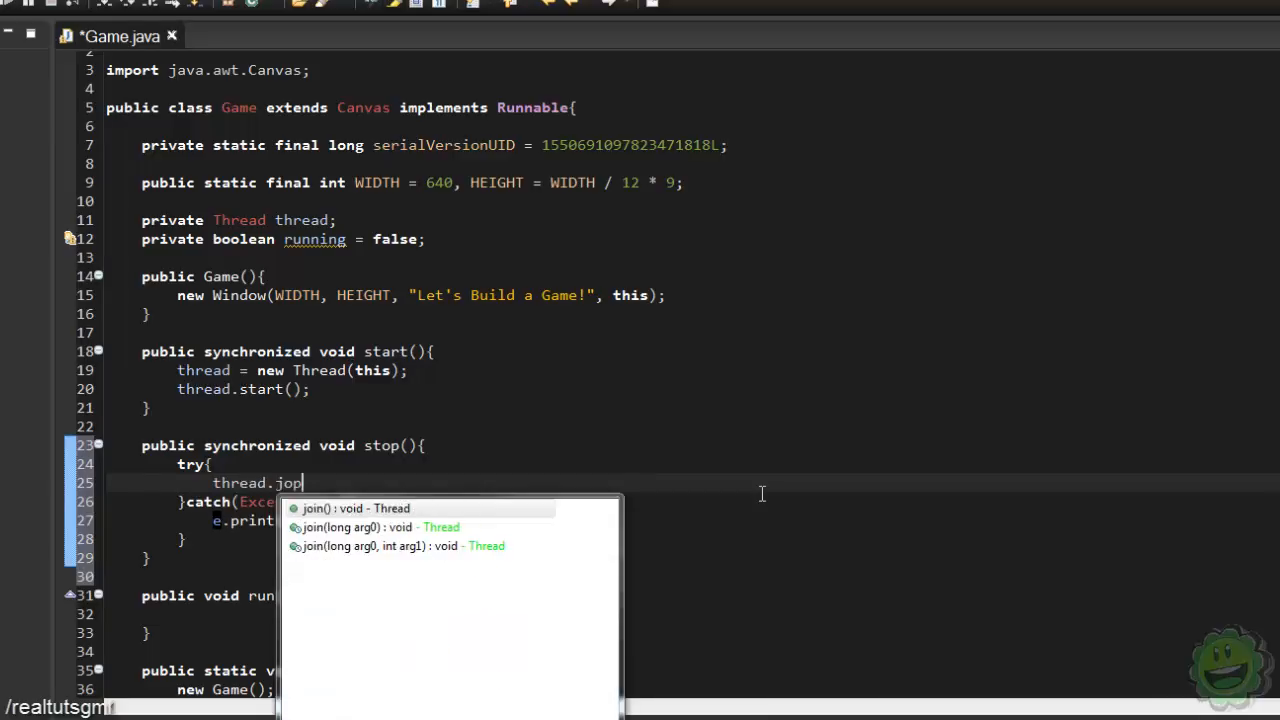 *Game.java
2
3 import java.awt.Canvas;
4
5 public class Game extends Canvas implements Runnable{
6
7 private static final long serialVersionUID = 1550691097823471818L;
8
9 public static final int WIDTH = 640, HEIGHT = WIDTH / 12 * 9;
10
11 private Thread thread;
12 private boolean running = false;
13
14 public Game(){
15 new Window(WIDTH, HEIGHT, "Let's Build a Game!", this);
16 }
17
18 public synchronized void start(){
19 thread = new Thread(this);
20 thread.start();
21 }
22
23 public synchronized void stop(){
24 try{
25 thread.jop
26 }catch(Exce
join() : void - Thread
27 e.print
join(long arg0) : void - Thread
28 }
join(long arg0, int arg1) : void - Thread
29 }
30
31 public void run
32
33 }
34
35 public static v
36 new Game();
/realtutsgml